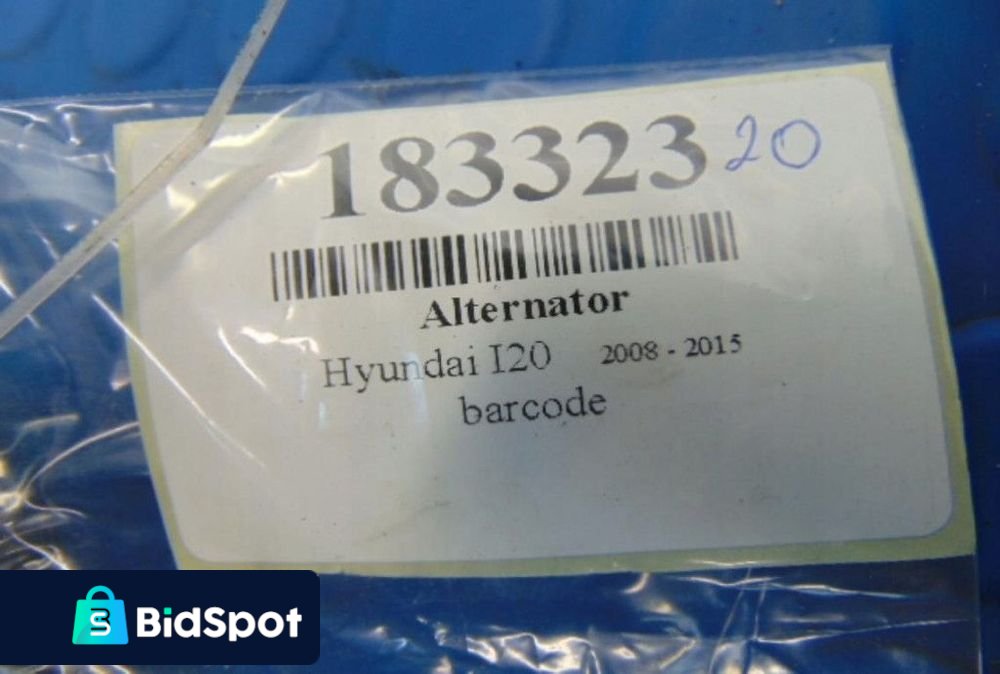 183323 20
Alternator
Hyundai I20 2008 - 2015
barcode
BidSpot